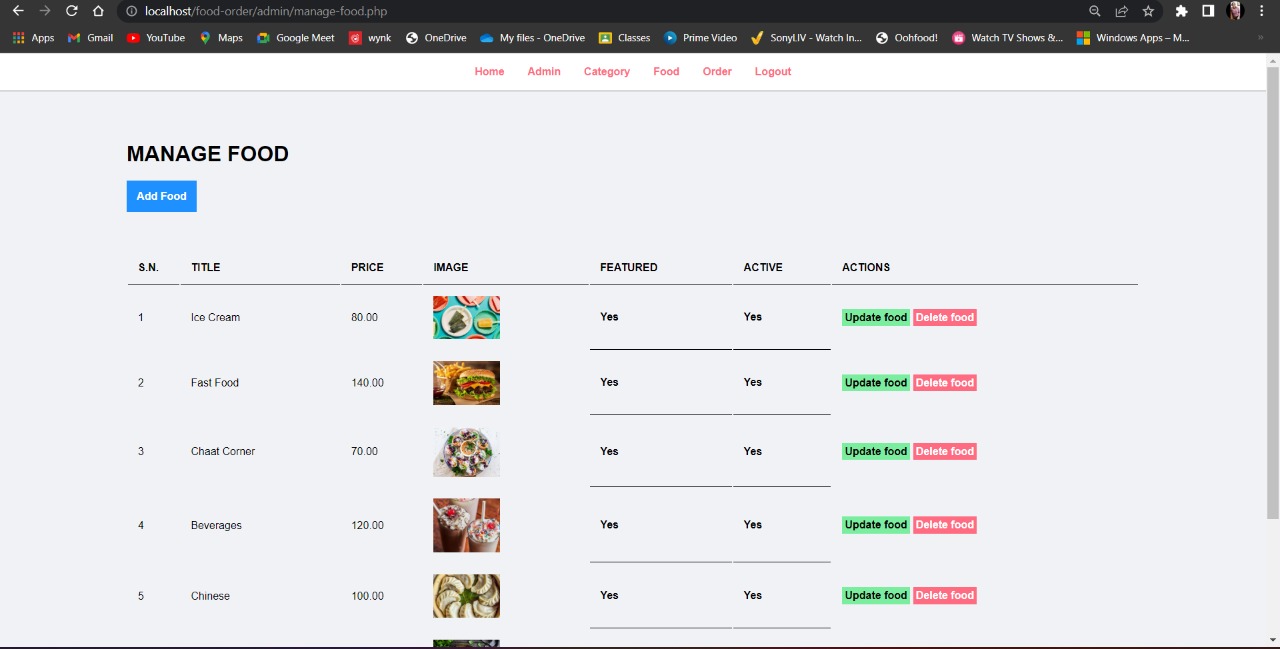 localhost/food-order/admin/manage-food.php
Apps Gmail YouTube Maps Google Meet wynk OneDrive My files - OneDrive Classes Prime Video SonyLIV - Watch In... Oohfood! Watch TV Shows &... Windows Apps – M... »
Home Admin Category Food Order Logout
MANAGE FOOD
Add Food
S.N. TITLE PRICE IMAGE FEATURED ACTIVE ACTIONS
1 Ice Cream 80.00 Yes Yes Update food Delete food
2 Fast Food 140.00 Yes Yes Update food Delete food
3 Chaat Corner 70.00 Yes Yes Update food Delete food
4 Beverages 120.00 Yes Yes Update food Delete food
5 Chinese 100.00 Yes Yes Update food Delete food